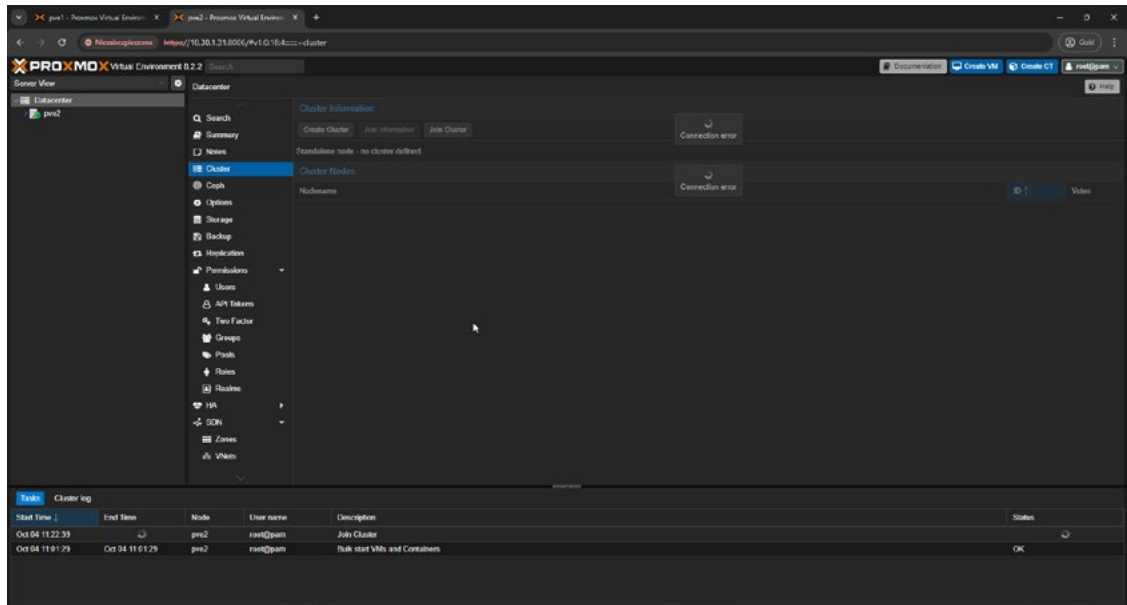 pve1 - Proxmox Virtual Environ
pve2 - Proxmox Virtual Environ
Niezabezpieczona https://10.30.1.31:8006/#v1:0:18:4:::::::cluster
Gość
PROXMOX Virtual Environment 8.2.2 Search
Documentation Create VM Create CT root@pam
Server View
Datacenter
pve2
Datacenter
Help
Search
Summary
Notes
Cluster
Ceph
Options
Storage
Backup
Replication
Permissions
Users
API Tokens
Two Factor
Groups
Pools
Roles
Realms
HA
SDN
Zones
VNets
Cluster Information
Create Cluster Join Information Join Cluster
Connection error
Standalone node - no cluster defined
Cluster Nodes
Connection error
Nodename ID Votes
Tasks Cluster log
Start Time End Time Node User name Description Status
Oct 04 11:22:39 pve2 root@pam Join Cluster
Oct 04 11:01:29 Oct 04 11:01:29 pve2 root@pam Bulk start VMs and Containers OK